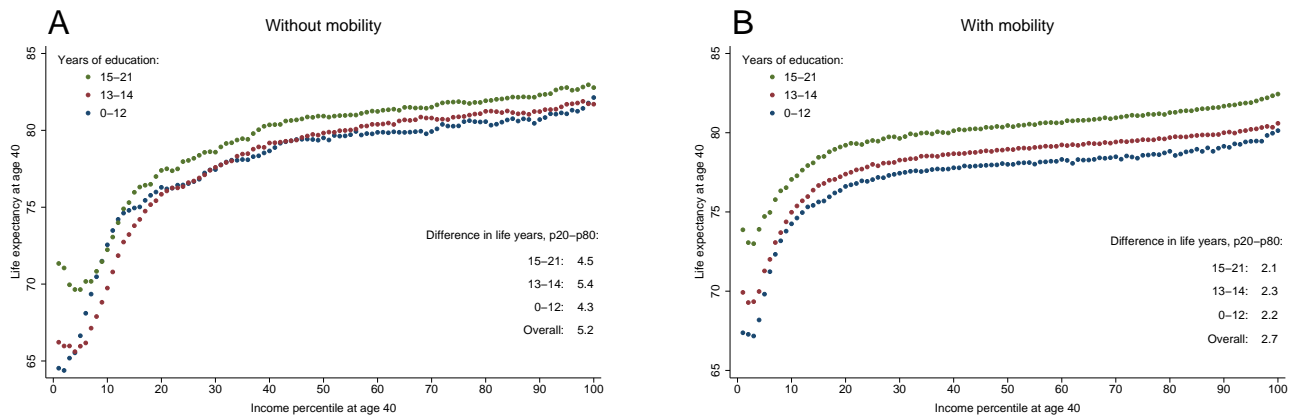 A
Without mobility
Years of education:
15–21
13–14
0–12
Life expectancy at age 40
85
80
75
70
65
Difference in life years, p20–p80:
15–21: 4.5
13–14: 5.4
0–12: 4.3
Overall: 5.2
0 10 20 30 40 50 60 70 80 90 100
Income percentile at age 40
B
With mobility
Years of education:
15–21
13–14
0–12
Life expectancy at age 40
85
80
75
70
65
Difference in life years, p20–p80:
15–21: 2.1
13–14: 2.3
0–12: 2.2
Overall: 2.7
0 10 20 30 40 50 60 70 80 90 100
Income percentile at age 40